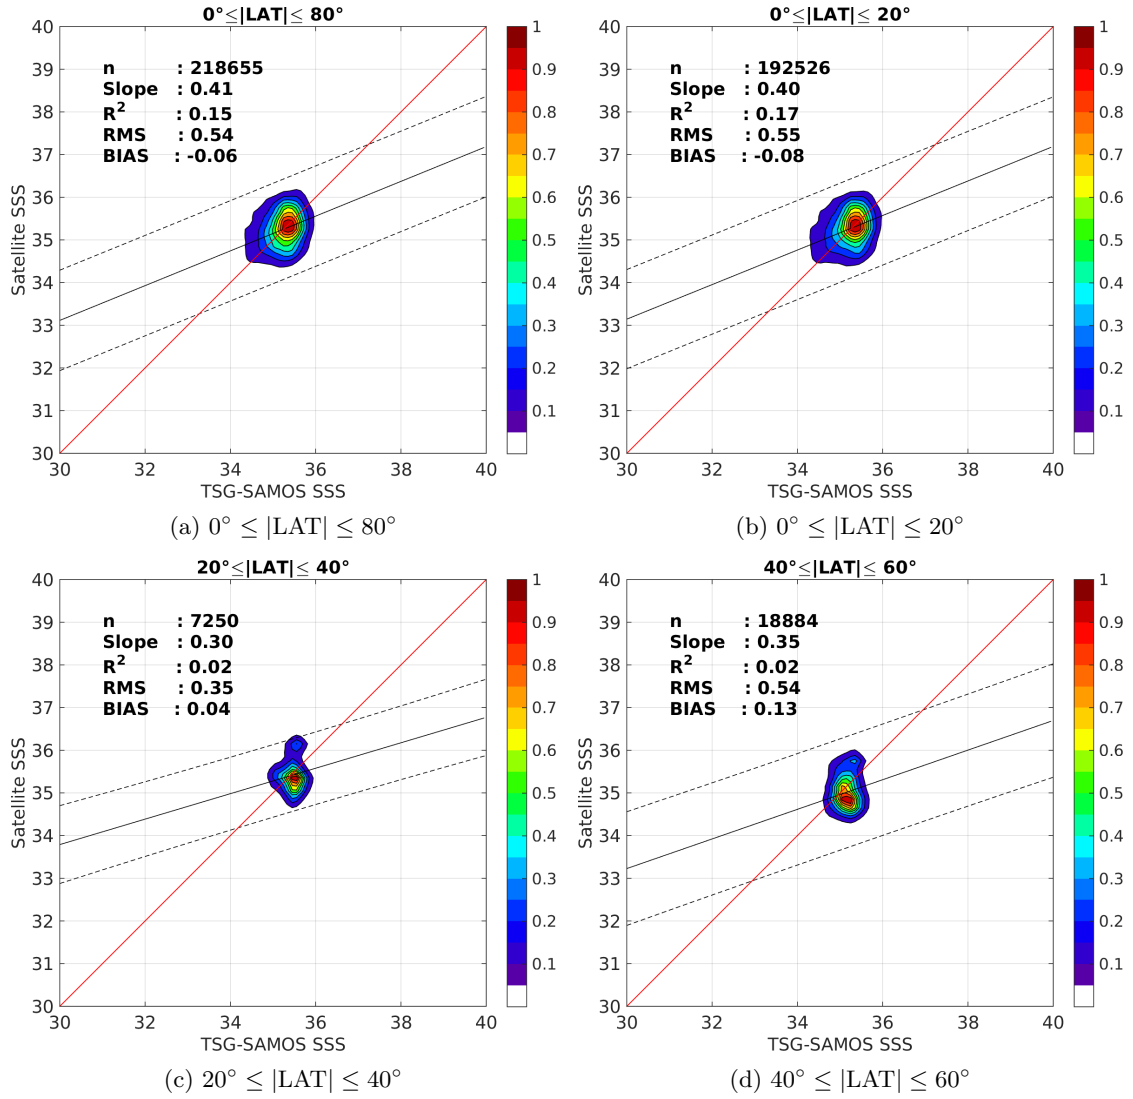 0°≤|LAT|≤ 80°
n : 218655
Slope : 0.41
R² : 0.15
RMS : 0.54
BIAS : -0.06
40
39
38
37
36
35
34
33
32
31
30
30 32 34 36 38 40
Satellite SSS
TSG-SAMOS SSS
1
0.9
0.8
0.7
0.6
0.5
0.4
0.3
0.2
0.1
(a) 0° ≤ |LAT| ≤ 80°
0°≤|LAT|≤ 20°
n : 192526
Slope : 0.40
R² : 0.17
RMS : 0.55
BIAS : -0.08
40
39
38
37
36
35
34
33
32
31
30
30 32 34 36 38 40
Satellite SSS
TSG-SAMOS SSS
1
0.9
0.8
0.7
0.6
0.5
0.4
0.3
0.2
0.1
(b) 0° ≤ |LAT| ≤ 20°
20°≤|LAT|≤ 40°
n : 7250
Slope : 0.30
R² : 0.02
RMS : 0.35
BIAS : 0.04
40
39
38
37
36
35
34
33
32
31
30
30 32 34 36 38 40
Satellite SSS
TSG-SAMOS SSS
1
0.9
0.8
0.7
0.6
0.5
0.4
0.3
0.2
0.1
(c) 20° ≤ |LAT| ≤ 40°
40°≤|LAT|≤ 60°
n : 18884
Slope : 0.35
R² : 0.02
RMS : 0.54
BIAS : 0.13
40
39
38
37
36
35
34
33
32
31
30
30 32 34 36 38 40
Satellite SSS
TSG-SAMOS SSS
1
0.9
0.8
0.7
0.6
0.5
0.4
0.3
0.2
0.1
(d) 40° ≤ |LAT| ≤ 60°